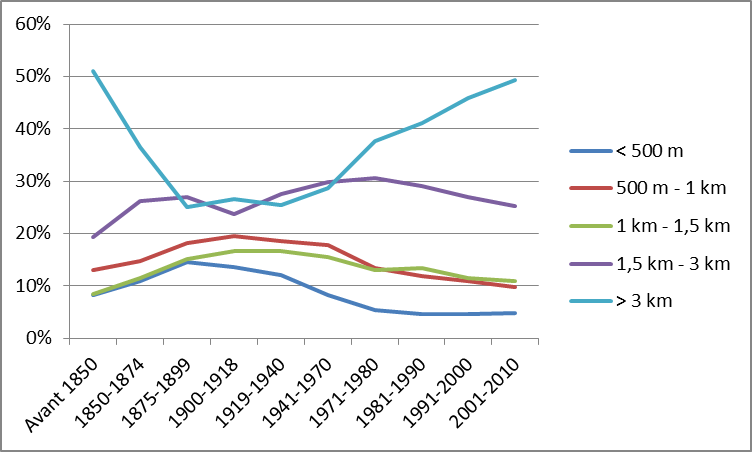 60%
50%
40%
30%
20%
10%
0%
Avant 1850
1850-1874
1875-1899
1900-1918
1919-1940
1941-1970
1971-1980
1981-1990
1991-2000
2001-2010
< 500 m
500 m - 1 km
1 km - 1,5 km
1,5 km - 3 km
> 3 km